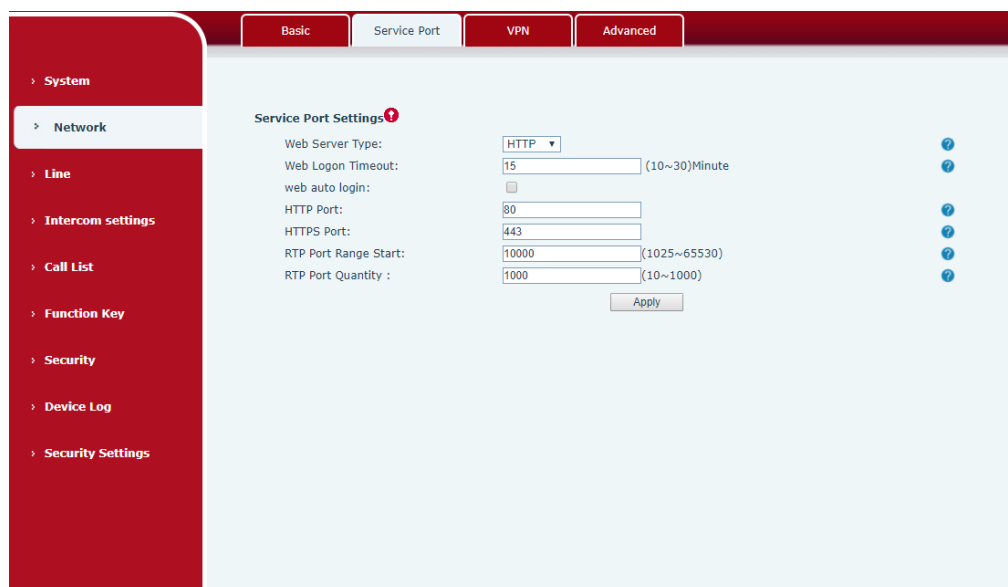 Basic
Service Port
VPN
Advanced
System
Network
Line
Intercom settings
Call List
Function Key
Security
Device Log
Security Settings
Service Port Settings
Web Server Type: HTTP
Web Logon Timeout: 15 (10~30)Minute
web auto login:
HTTP Port: 80
HTTPS Port: 443
RTP Port Range Start: 10000 (1025~65530)
RTP Port Quantity : 1000 (10~1000)
Apply